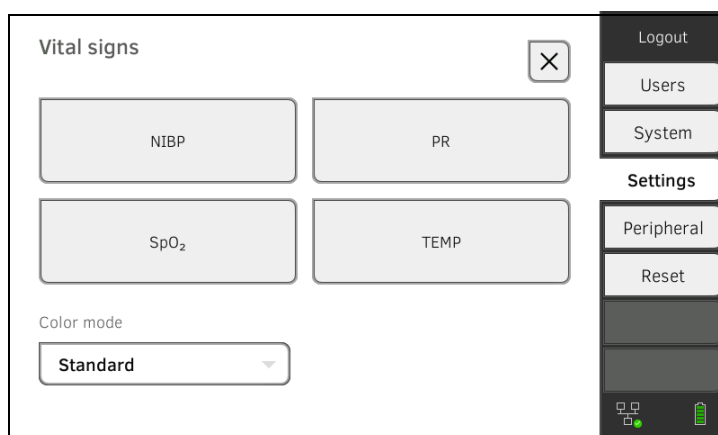 Vital signs
NIBP
PR
SpO₂
TEMP
Color mode
Standard
Logout
Users
System
Settings
Peripheral
Reset